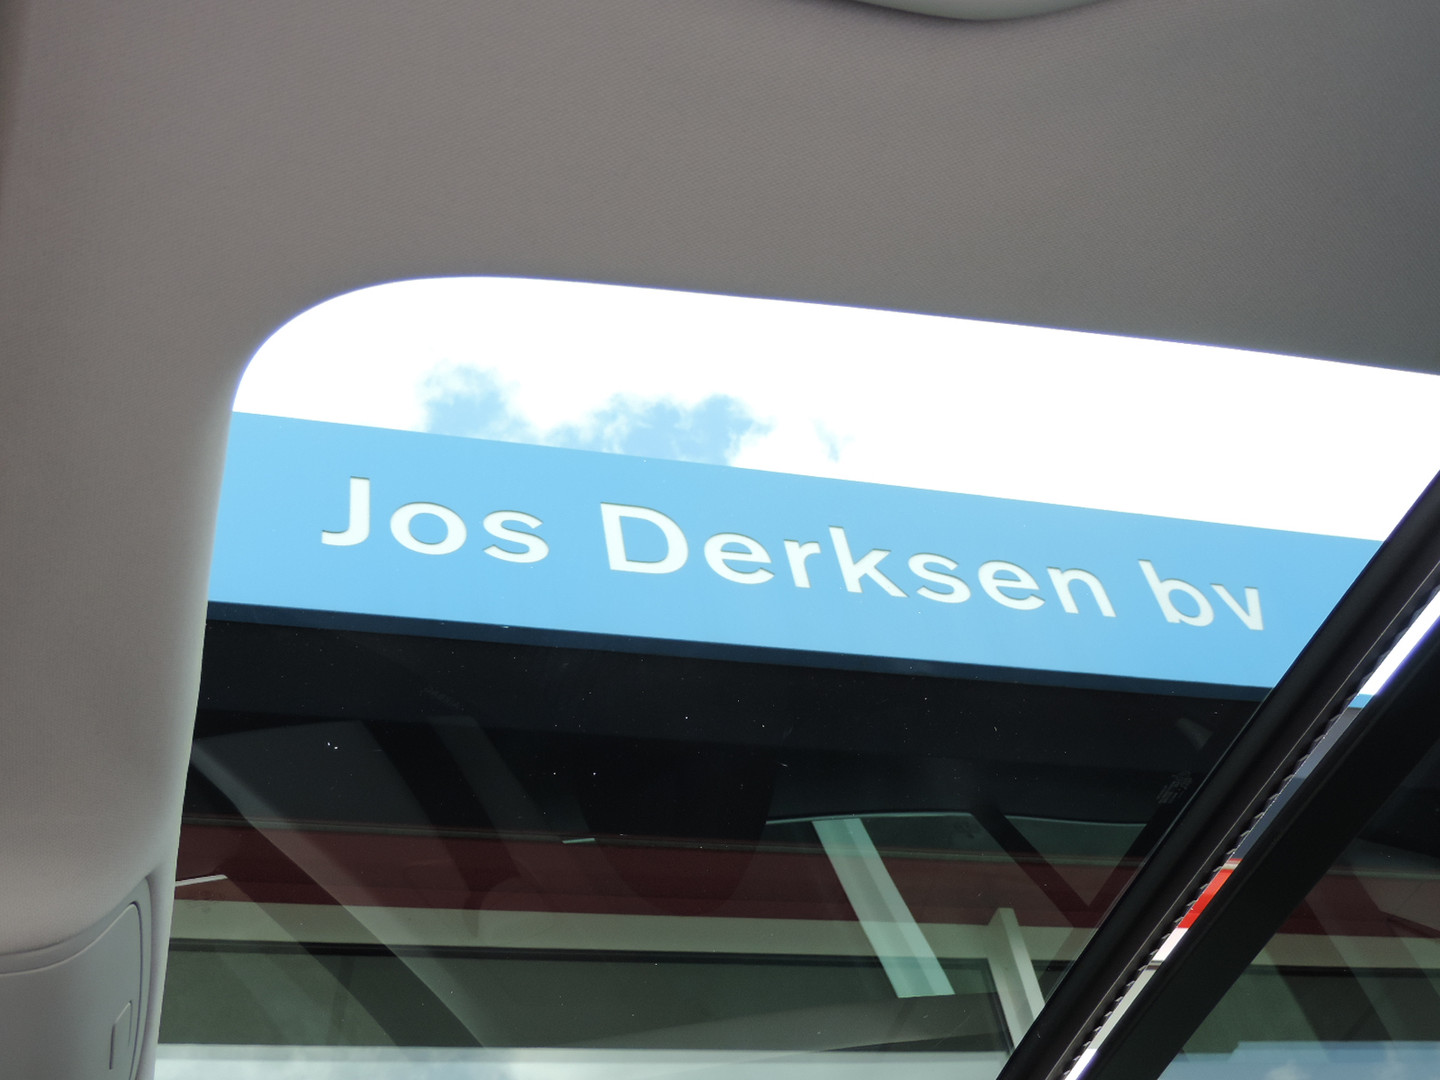 Jos Derksen bv